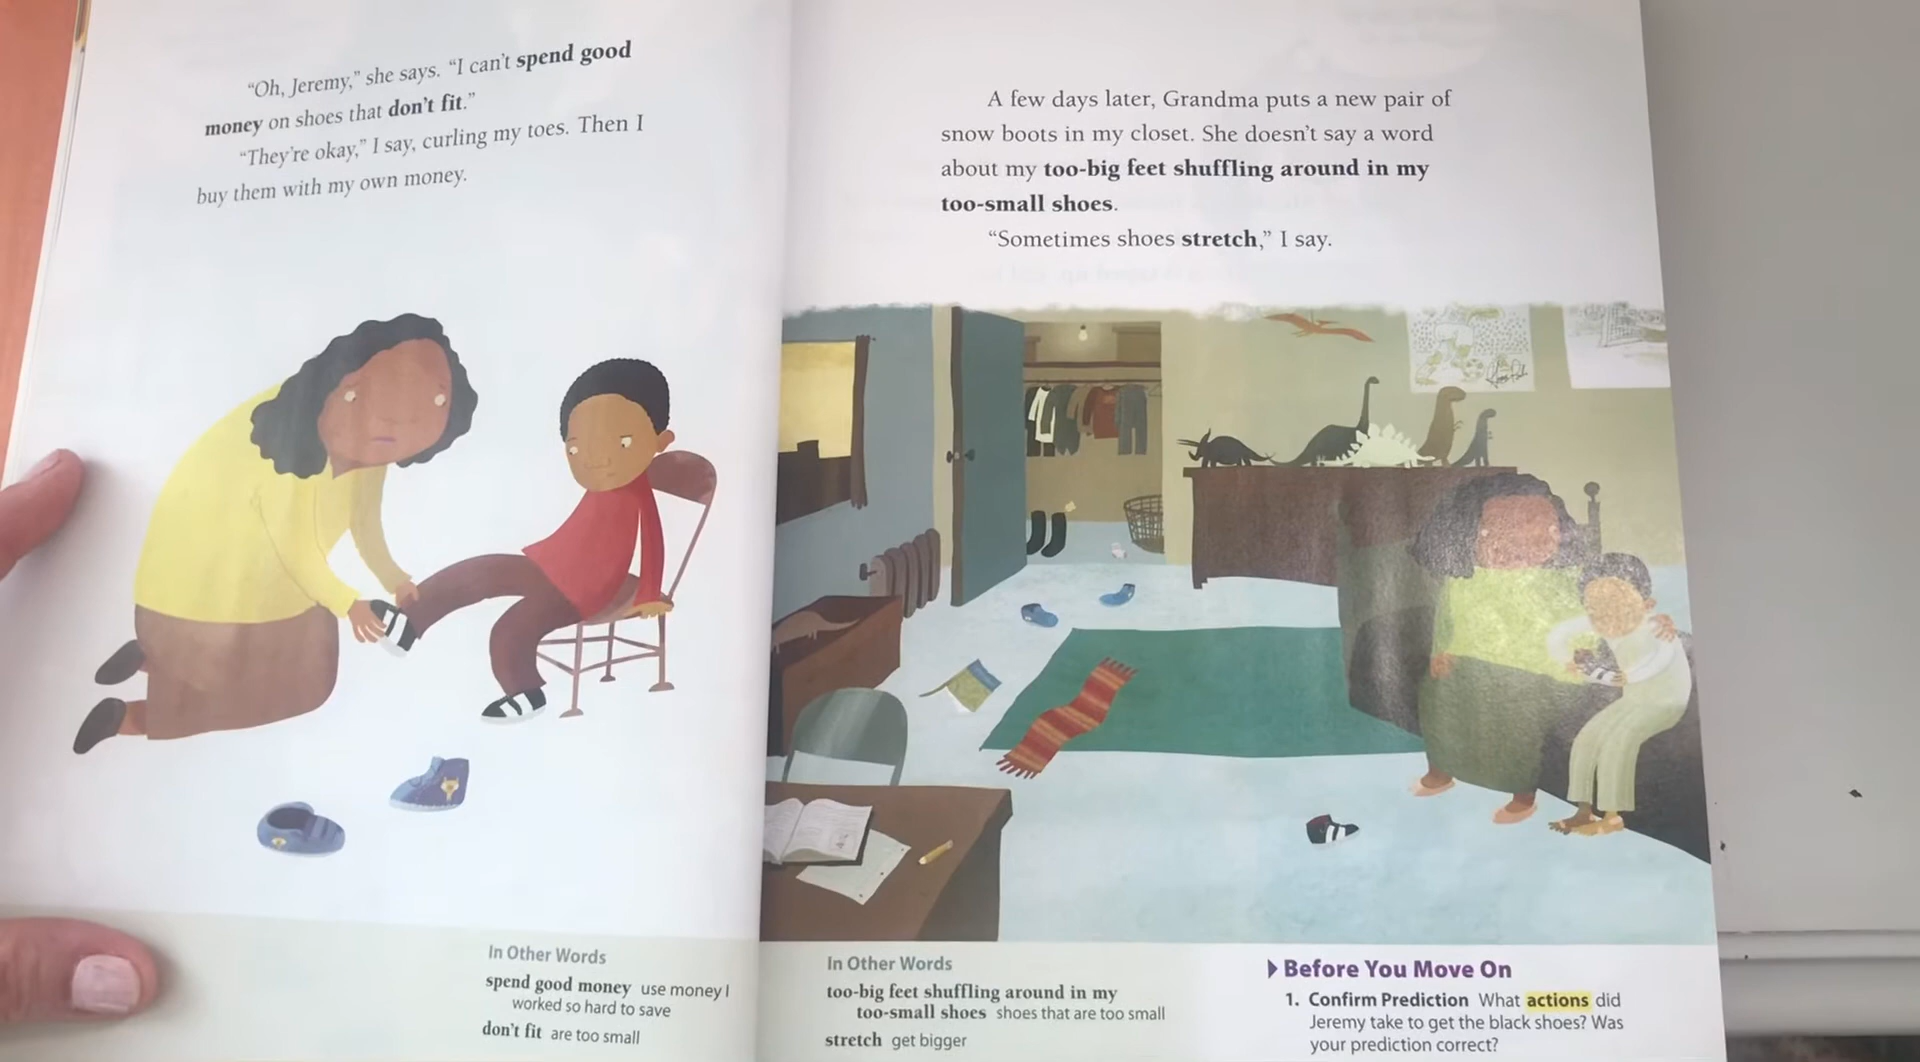 “Oh, Jeremy,” she says. “I can’t spend good
money on shoes that don’t fit.”
“They’re okay,” I say, curling my toes. Then I
buy them with my own money.
In Other Words
spend good money use money I
worked so hard to save
don’t fit are too small
A few days later, Grandma puts a new pair of
snow boots in my closet. She doesn’t say a word
about my too-big feet shuffling around in my
too-small shoes.
“Sometimes shoes stretch,” I say.
In Other Words
too-big feet shuffling around in my
too-small shoes shoes that are too small
stretch get bigger
Before You Move On
1. Confirm Prediction What actions did
Jeremy take to get the black shoes? Was
your prediction correct?